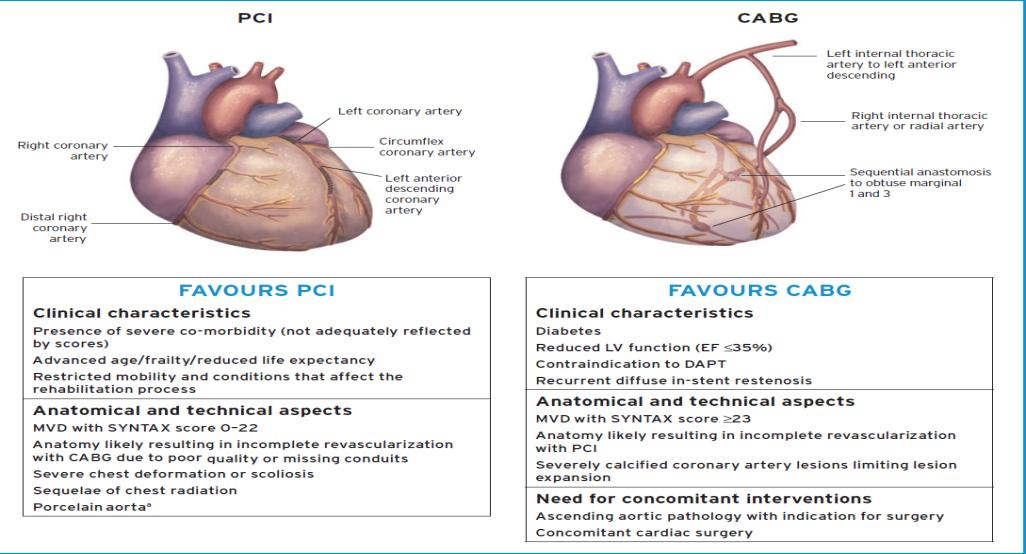 PCI
Left coronary artery
Right coronary
artery
Circumflex
coronary artery
Left anterior
descending
coronary
artery
Distal right
coronary
artery
CABG
Left internal thoracic
artery to left anterior
descending
Right internal thoracic
artery or radial artery
Sequential anastomosis
to obtuse marginal
1 and 3
FAVOURS PCI
Clinical characteristics
Presence of severe co-morbidity (not adequately reflected
by scores)
Advanced age/frailty/reduced life expectancy
Restricted mobility and conditions that affect the
rehabilitation process
Anatomical and technical aspects
MVD with SYNTAX score 0–22
Anatomy likely resulting in incomplete revascularization
with CABG due to poor quality or missing conduits
Severe chest deformation or scoliosis
Sequelae of chest radiation
Porcelain aortaª
FAVOURS CABG
Clinical characteristics
Diabetes
Reduced LV function (EF ≤35%)
Contraindication to DAPT
Recurrent diffuse in-stent restenosis
Anatomical and technical aspects
MVD with SYNTAX score ≥23
Anatomy likely resulting in incomplete revascularization
with PCI
Severely calcified coronary artery lesions limiting lesion
expansion
Need for concomitant interventions
Ascending aortic pathology with indication for surgery
Concomitant cardiac surgery